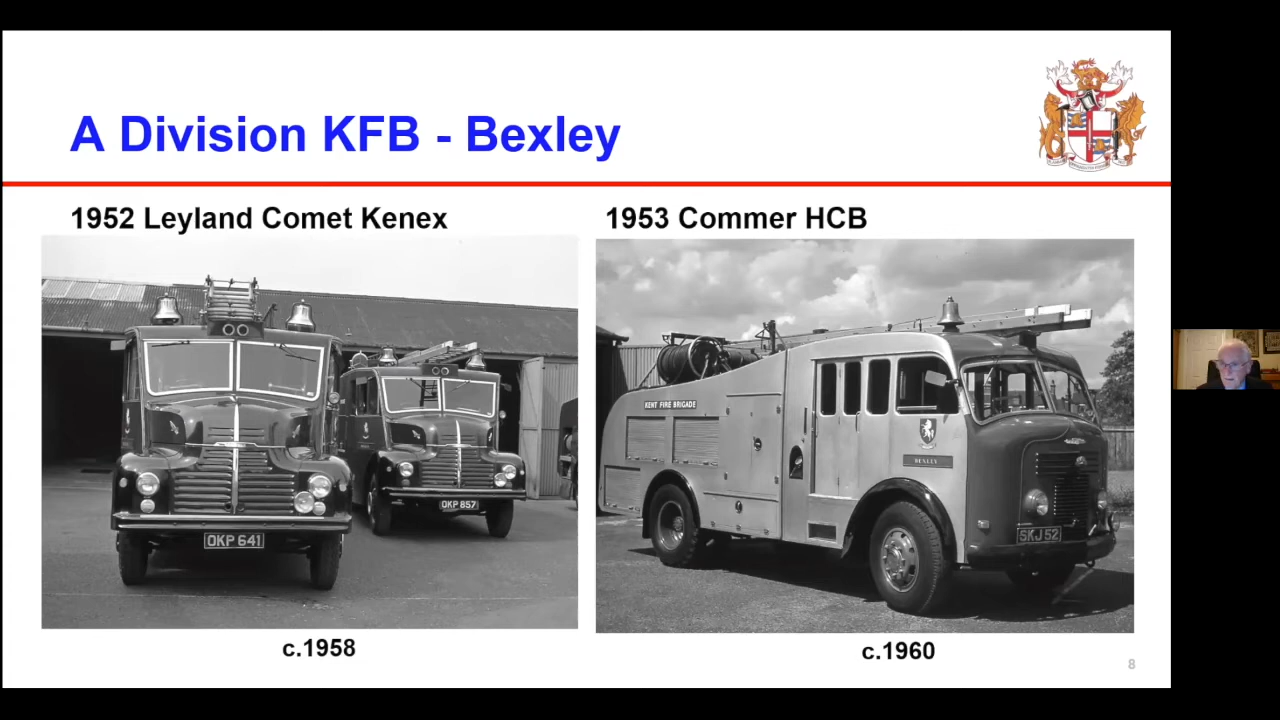 A Division KFB - Bexley
1952 Leyland Comet Kenex
1953 Commer HCB
OKP 641
OKP 857
KENT FIRE BRIGADE
BEXLEY
SKJ 52
c.1958
c.1960
8